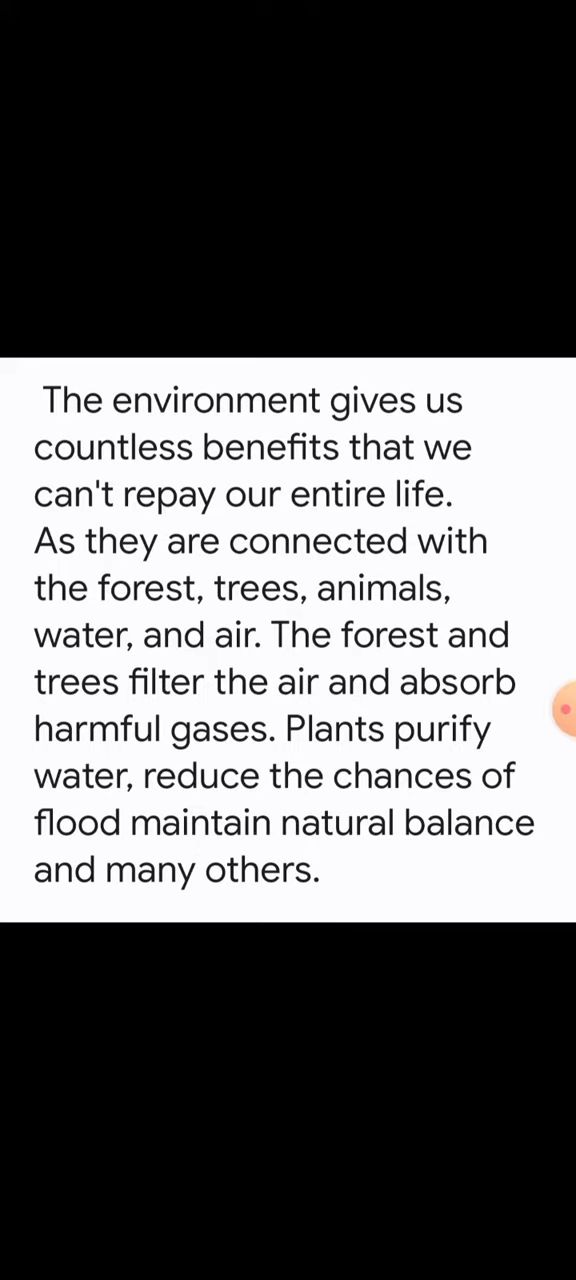 The environment gives us
countless benefits that we
can't repay our entire life.
As they are connected with
the forest, trees, animals,
water, and air. The forest and
trees filter the air and absorb
harmful gases. Plants purify
water, reduce the chances of
flood maintain natural balance
and many others.